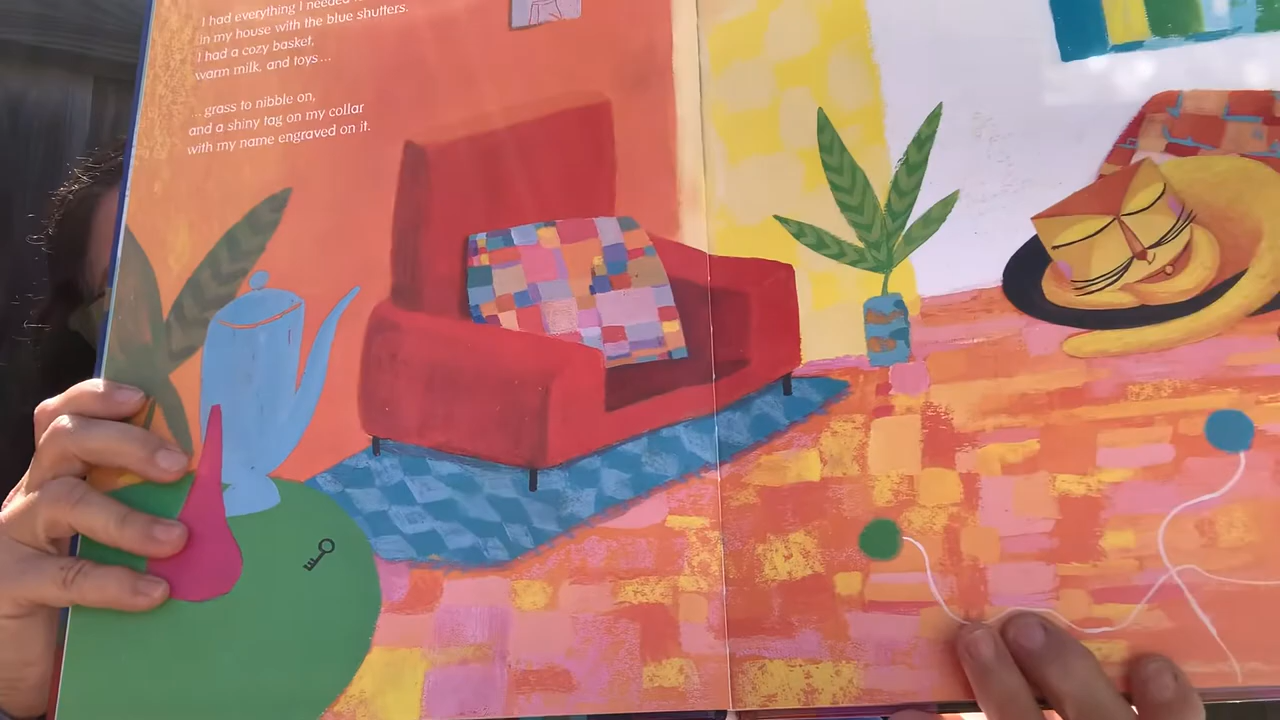 I had everything I needed
in my house with the blue shutters.
I had a cozy basket,
warm milk, and toys...
...grass to nibble on,
and a shiny tag on my collar
with my name engraved on it.